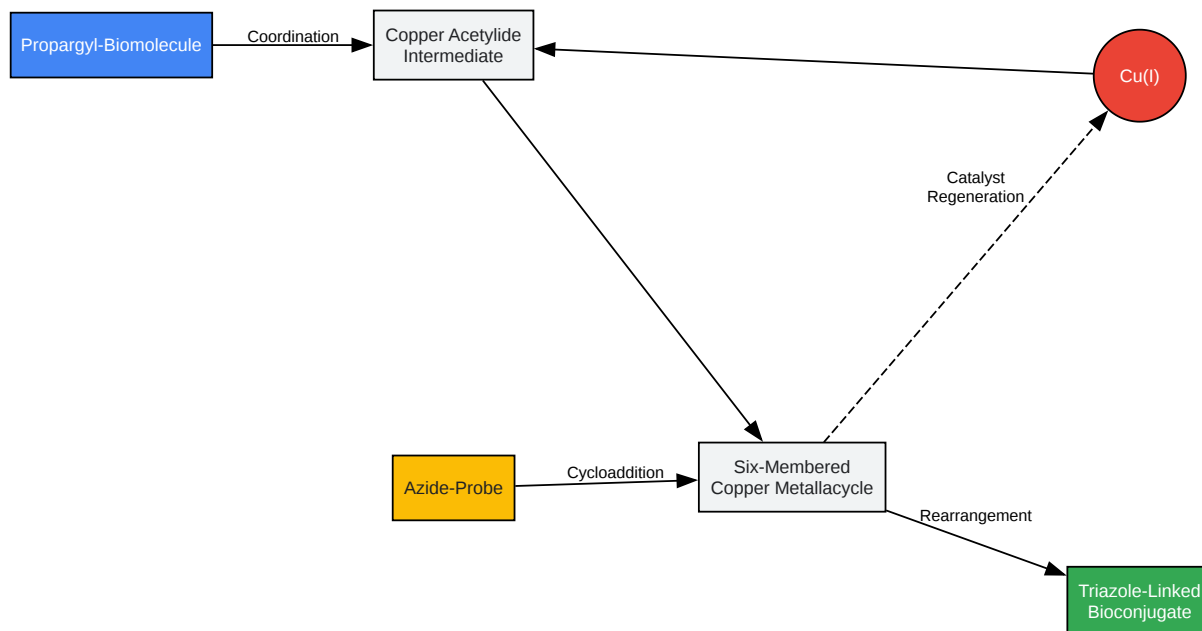 Propargyl-Biomolecule
Coordination
Copper Acetylide
Intermediate
Cu(I)
Catalyst
Regeneration
Azide-Probe
Cycloaddition
Six-Membered
Copper Metallacycle
Rearrangement
Triazole-Linked
Bioconjugate